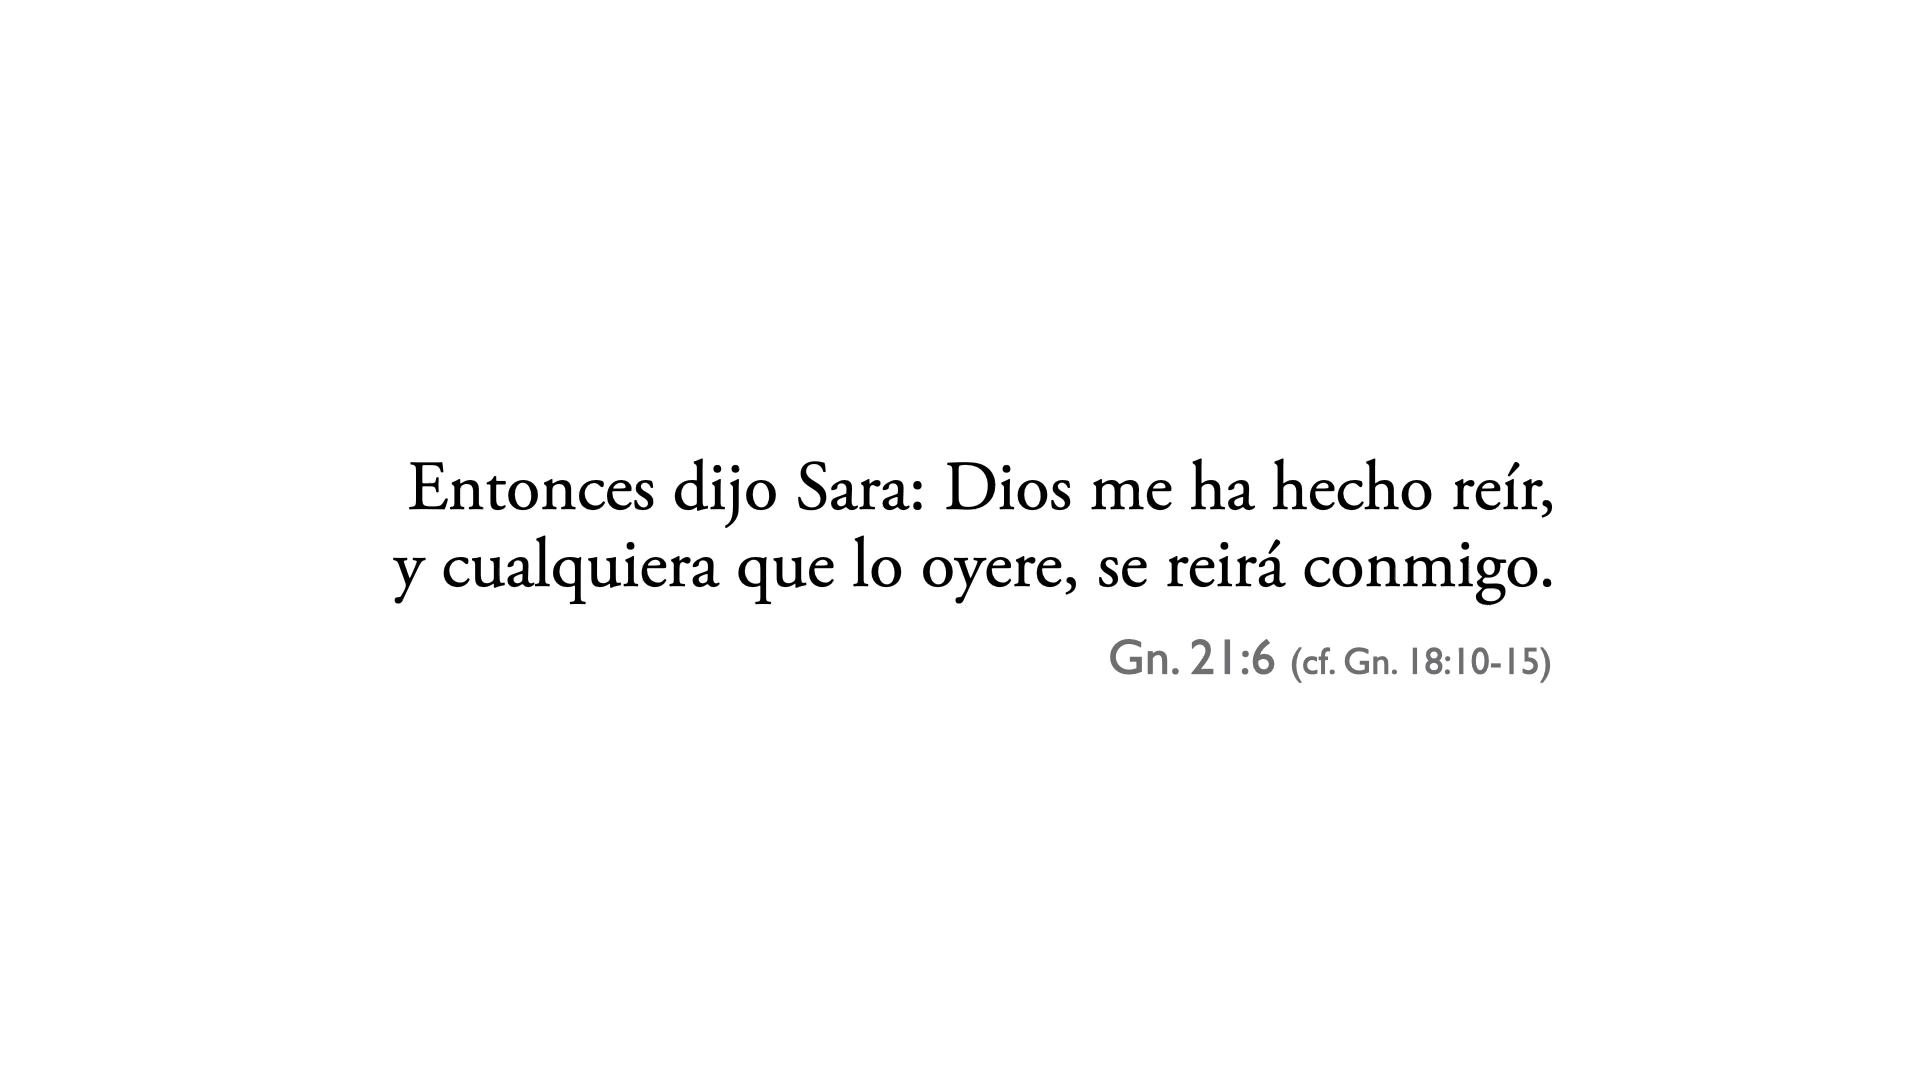 Entonces dijo Sara: Dios me ha hecho reír,
y cualquiera que lo oyere, se reirá conmigo.
Gn. 21:6 (cf. Gn. 18:10-15)